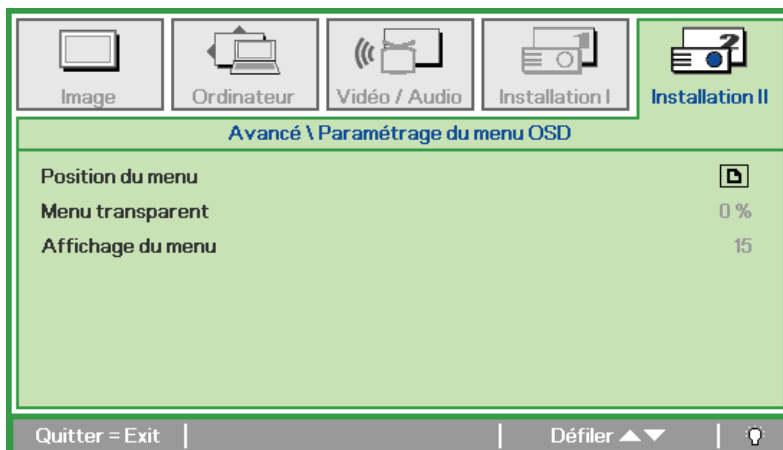 Image
Ordinateur
Vidéo / Audio
Installation I
Installation II
Avancé \ Paramétrage du menu OSD
Position du menu
Menu transparent 0 %
Affichage du menu 15
Quitter = Exit Défiler ▲▼